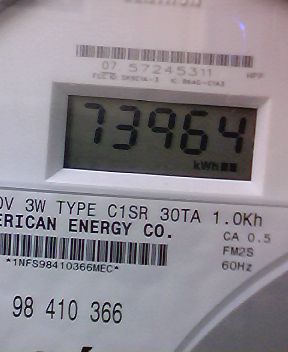 07 57245311 HPP
73964
kWh
0V 3W TYPE C1SR 30TA 1.0Kh
ERICAN ENERGY CO.
CA 0.5
FM2S
60Hz
*1NFS98410366MEC*
98 410 366